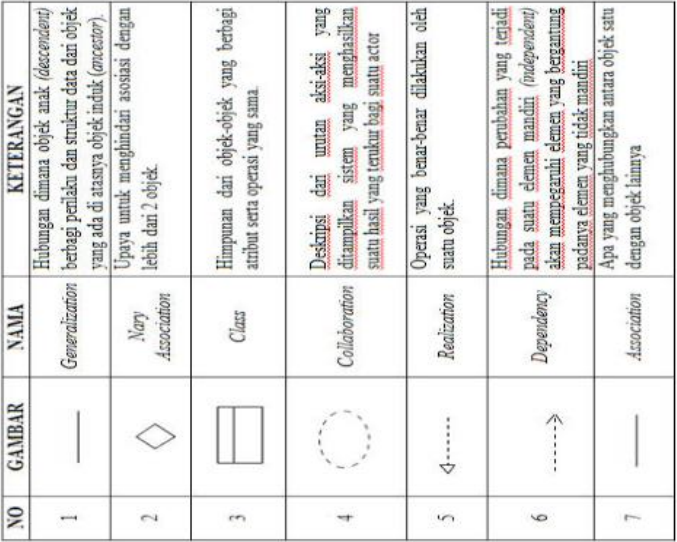 NO GAMBAR NAMA KETERANGAN
1 Generalization Hubungan dimana objek anak (descendent)
berbagi perilaku dan struktur data dari objek
yang ada di atasnya objek induk (ancestor).
2 Nary
Association
Upaya untuk menghindari asosiasi dengan
lebih dari 2 objek.
3 Class Himpunan dari objek-objek yang berbagi
atribut serta operasi yang sama.
4 Collaboration Deskripsi dari urutan aksi-aksi yang
ditampilkan sistem yang menghasilkan
suatu hasil yang terukur bagi suatu actor
5 Realization Operasi yang benar-benar dilakukan oleh
suatu objek.
6 Dependency Hubungan dimana perubahan yang terjadi
pada suatu elemen mandiri (independent)
akan mempegaruhi elemen yang bergantung
padanya elemen yang tidak mandiri
7 Association Apa yang menghubungkan antara objek satu
dengan objek lainnya